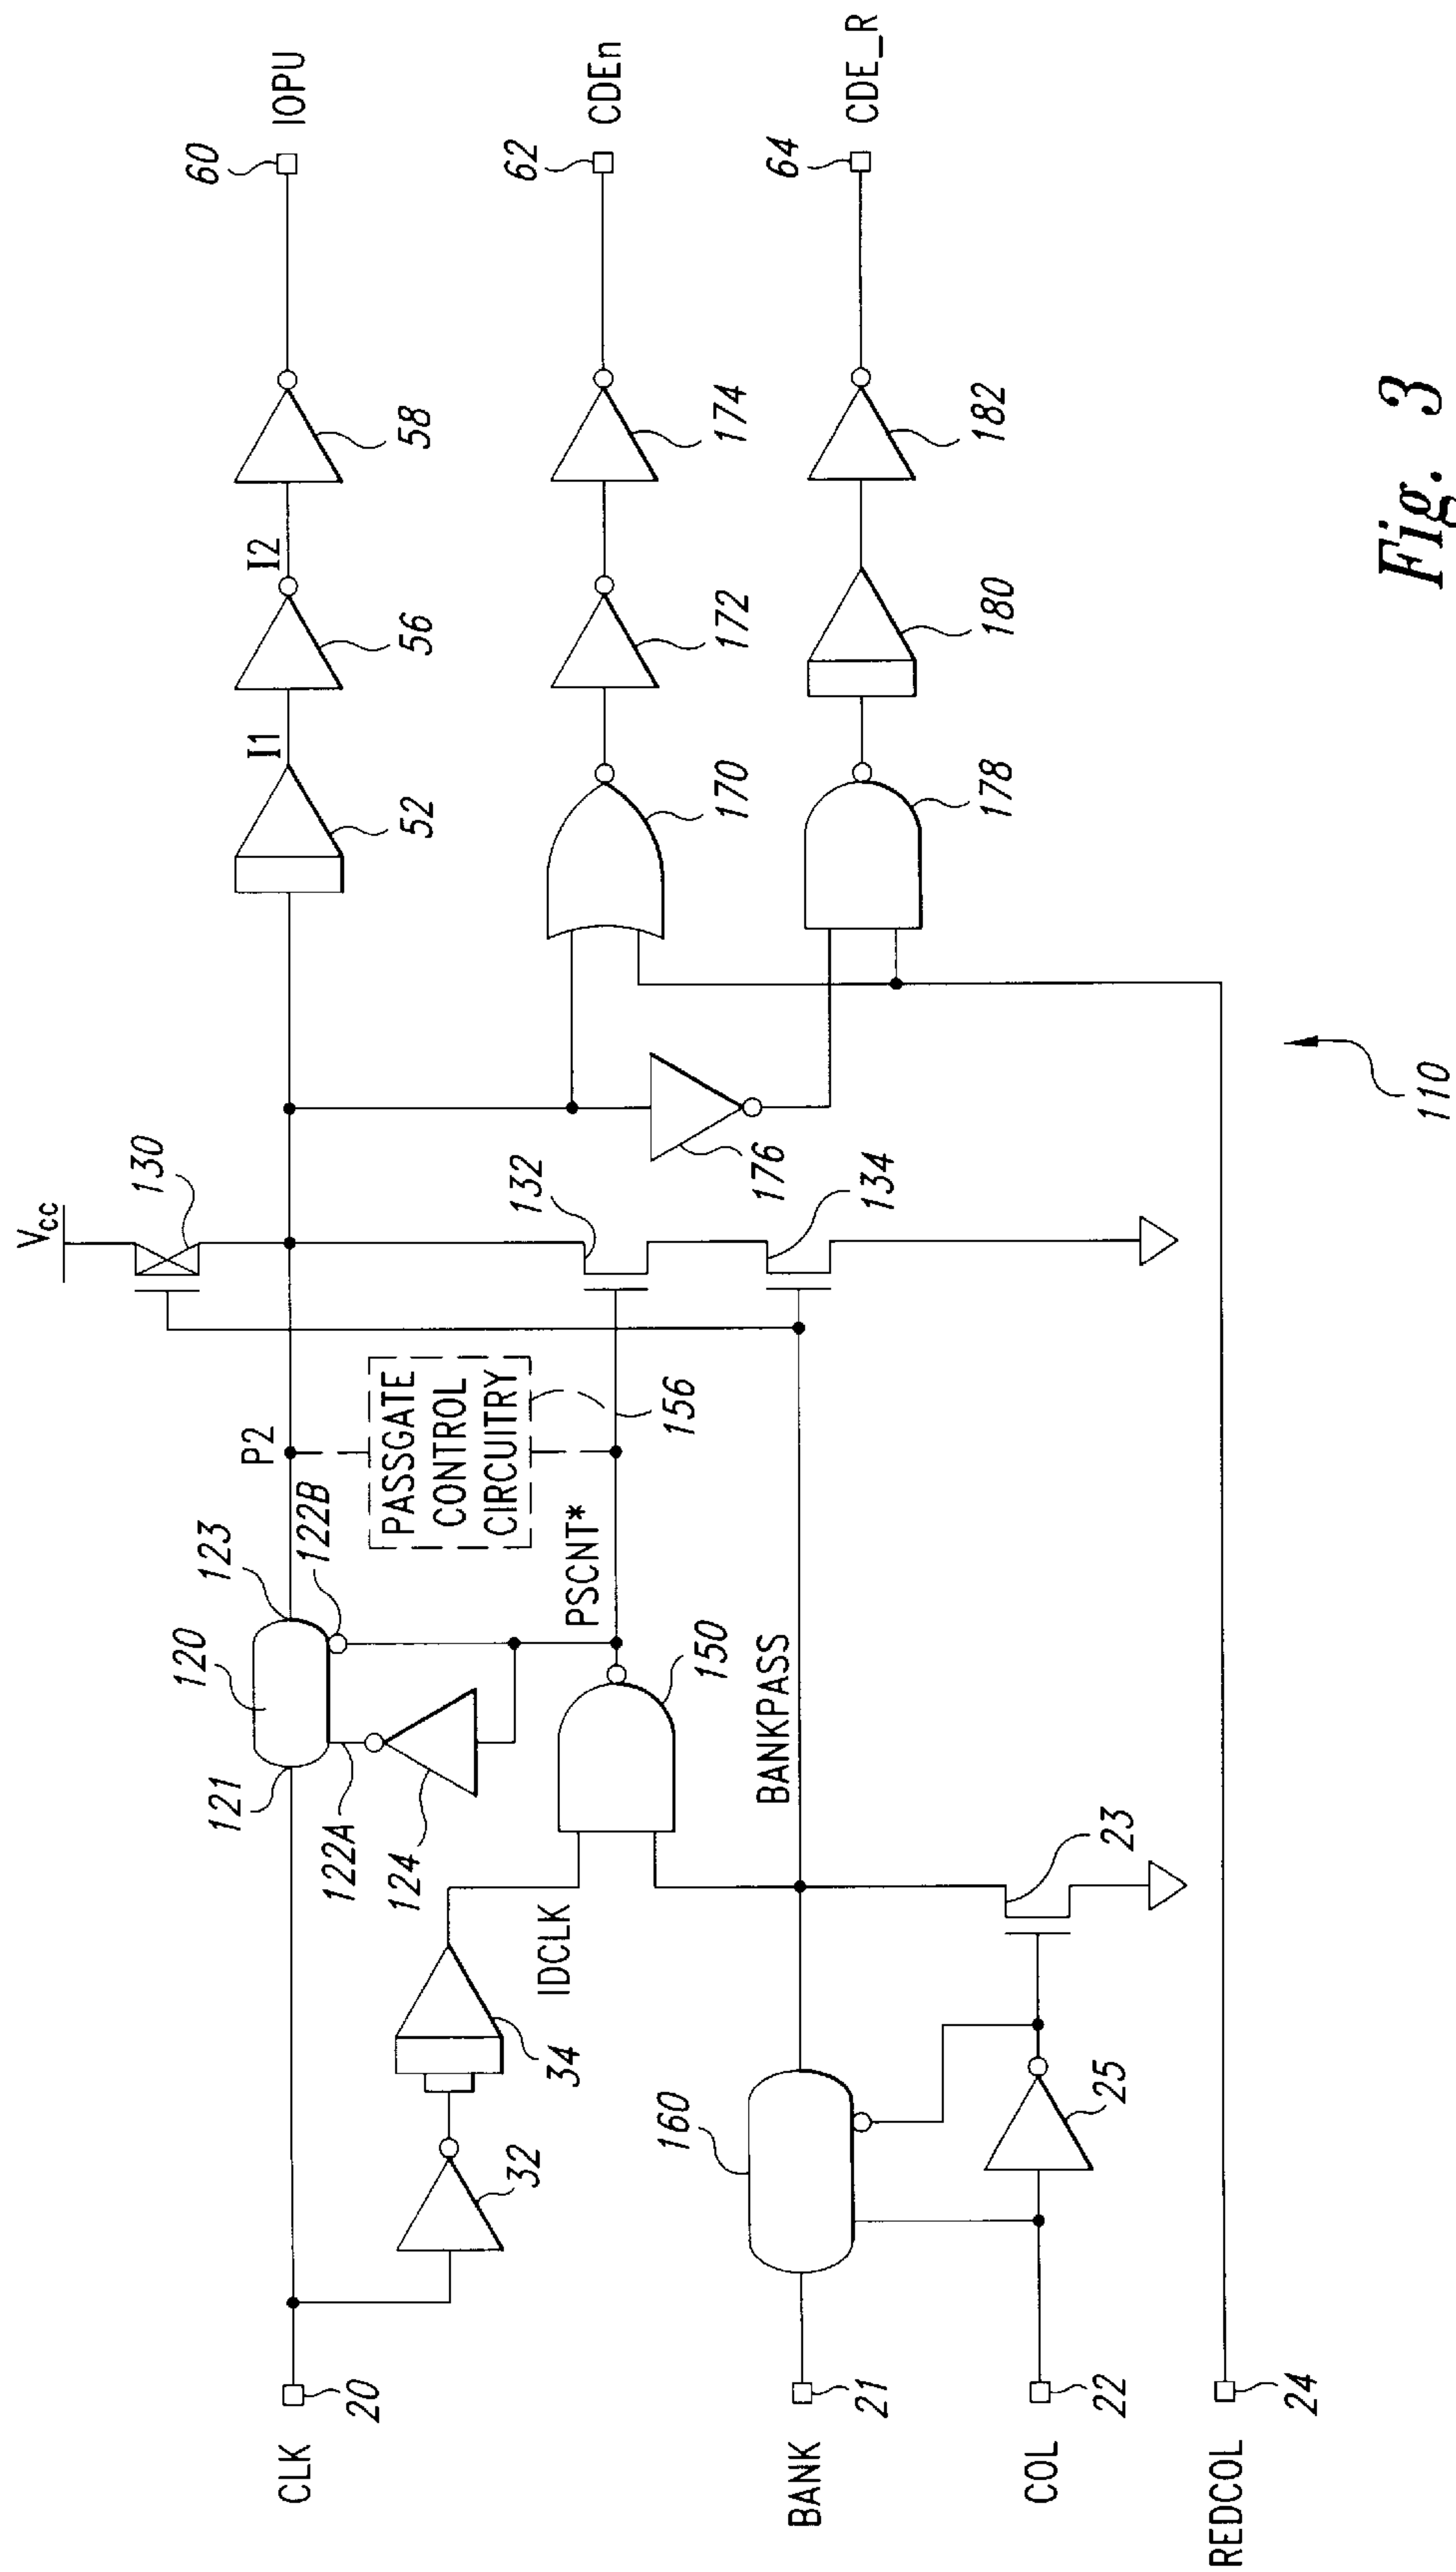 CLK
20
32
34
IDCLK
121
120
123
122A
122B
124
PSCNT*
150
P2
PASSGATE
CONTROL
CIRCUITRY
156
Vcc
130
132
134
176
I1
52
I2
56
58
60
IOPU
170
172
174
62
CDEn
178
180
182
64
CDE_R
BANK
21
160
BANKPASS
COL
22
25
23
REDCOL
24
110
Fig. 3